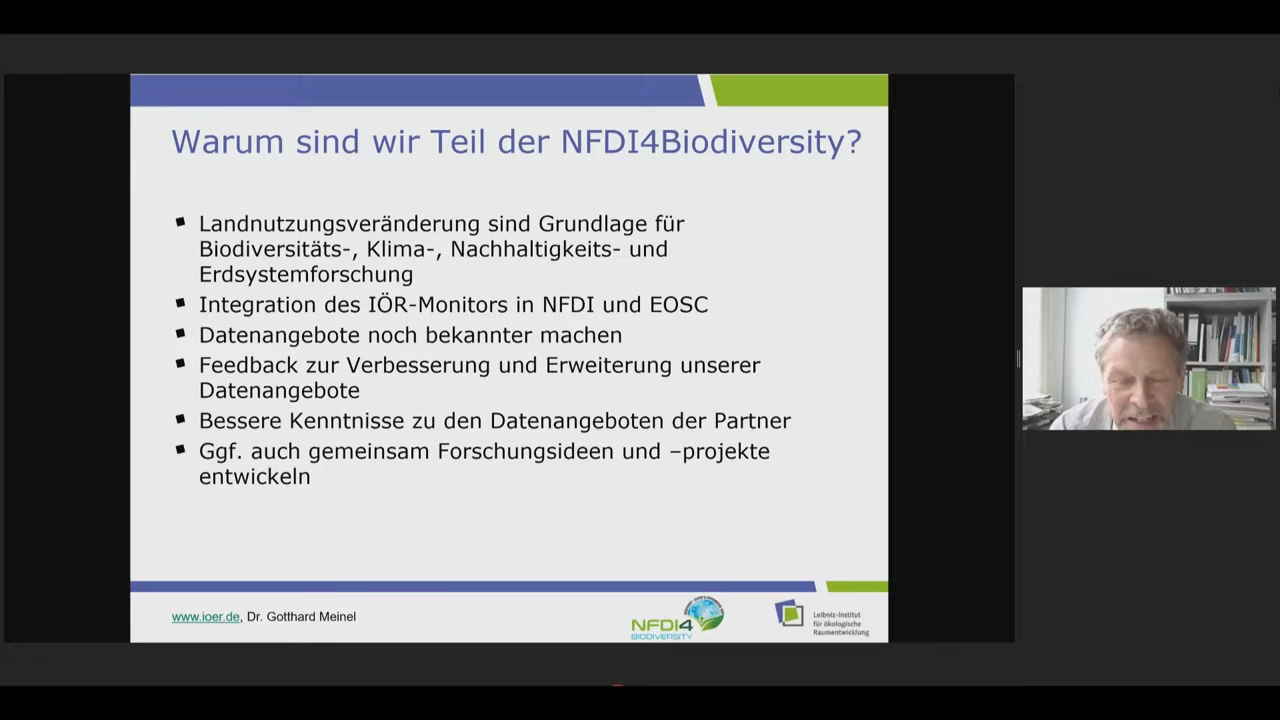 Warum sind wir Teil der NFDI4Biodiversity?
▪ Landnutzungsveränderung sind Grundlage für
Biodiversitäts-, Klima-, Nachhaltigkeits- und
Erdsystemforschung
▪ Integration des IÖR-Monitors in NFDI und EOSC
▪ Datenangebote noch bekannter machen
▪ Feedback zur Verbesserung und Erweiterung unserer
Datenangebote
▪ Bessere Kenntnisse zu den Datenangeboten der Partner
▪ Ggf. auch gemeinsam Forschungsideen und –projekte
entwickeln
www.ioer.de, Dr. Gotthard Meinel
NFDI4
BIODIVERSITY
Leibniz-Institut
für ökologische
Raumentwicklung